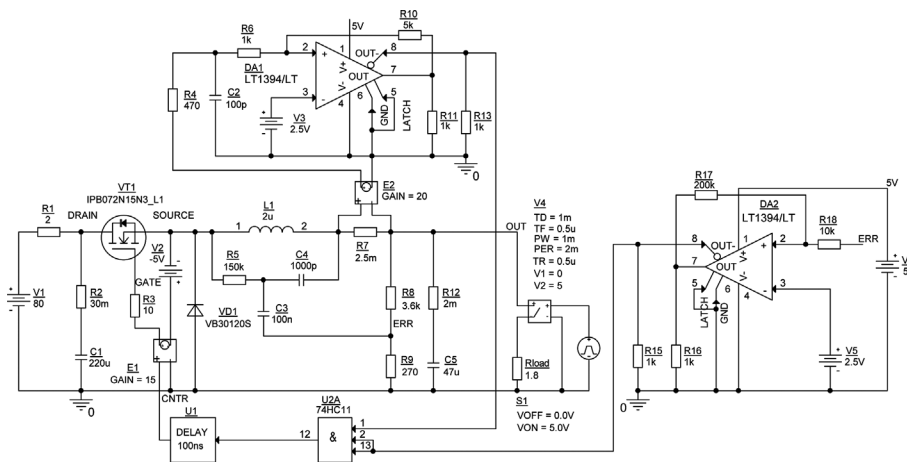 R6
1k
5V
R10
5k
2
1
OUT-
8
+
V+
OUT
7
V-
DA1
LT1394/LT
3
-
4
6
5
GND
LATCH
R4
470
C2
100p
V3
2.5V
R11
1k
R13
1k
0
E2
GAIN = 20
VT1
IPB072N15N3_L1
R1
2
DRAIN
SOURCE
V2
-5V
GATE
L1
2u
1
2
R7
2.5m
OUT
V4
TD = 1m
TF = 0.5u
PW = 1m
PER = 2m
TR = 0.5u
V1 = 0
V2 = 5
R5
150k
C4
1000p
C3
100n
R8
3.6k
ERR
R12
2m
R2
30m
R3
10
V1
80
VD1
VB30120S
C1
220u
E1
GAIN = 15
R9
270
C5
47u
Rload
1.8
S1
VOFF = 0.0V
VON = 5.0V
0
CNTR
U1
DELAY
100ns
12
U2A
74HC11
&
1
2
13
R17
200k
5V
DA2
LT1394/LT
R18
10k
ERR
8
OUT-
1
V+
+
2
7
OUT
V-
5
6
4
-
3
LATCH
GND
R15
1k
R16
1k
V5
2.5V
V
5
0